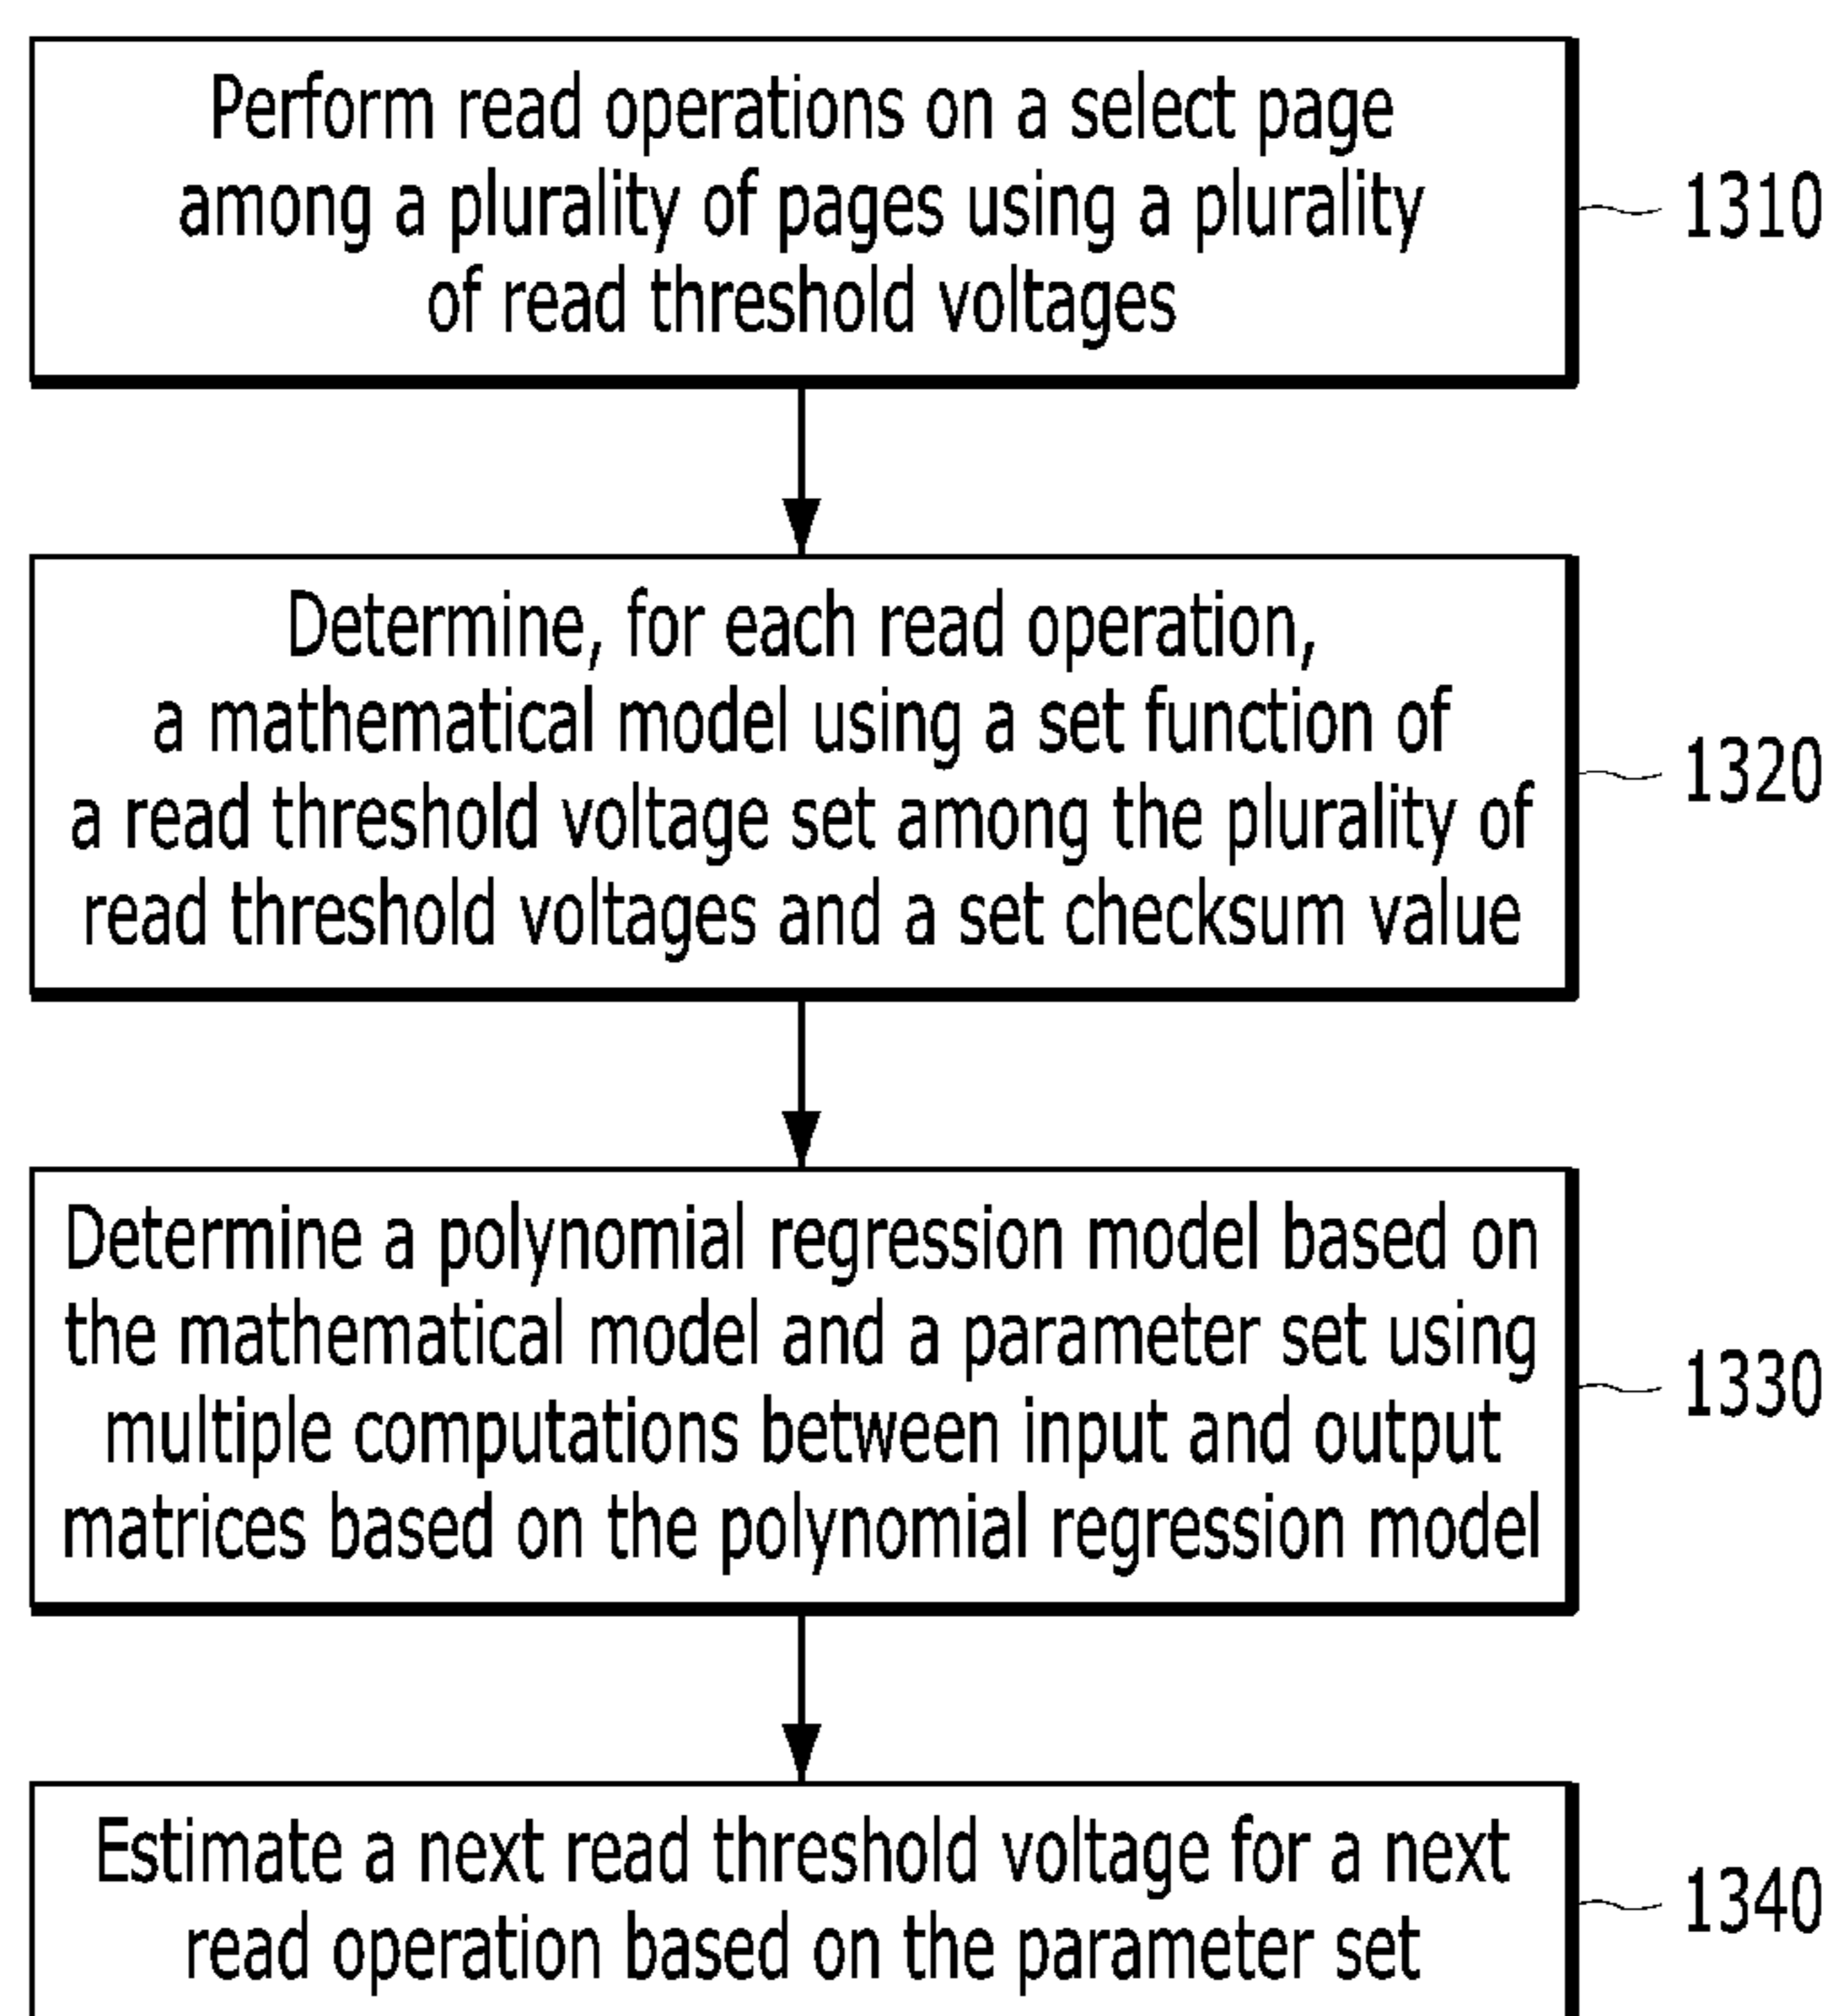 Perform read operations on a select page
among a plurality of pages using a plurality
of read threshold voltages
1310
Determine, for each read operation,
a mathematical model using a set function of
a read threshold voltage set among the plurality of
read threshold voltages and a set checksum value
1320
Determine a polynomial regression model based on
the mathematical model and a parameter set using
multiple computations between input and output
matrices based on the polynomial regression model
1330
Estimate a next read threshold voltage for a next
read operation based on the parameter set
1340